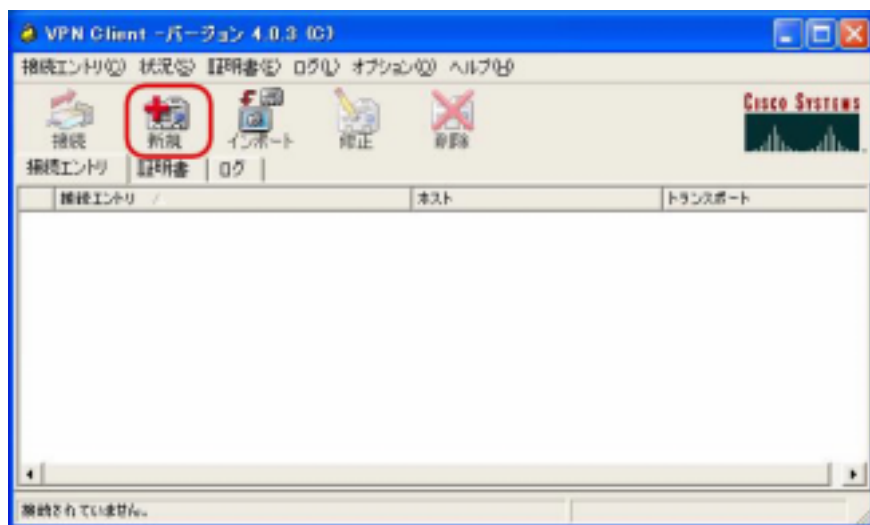 VPN Client - バージョン 4.0.3 (C)
接続エントリ(C) 状況(S) 証明書(E) ログ(L) オプション(O) ヘルプ(H)
接続 新規 インポート 修正 削除
CISCO SYSTEMS
接続エントリ 証明書 ログ
接続エントリ / ホスト トランスポート
接続されていません。